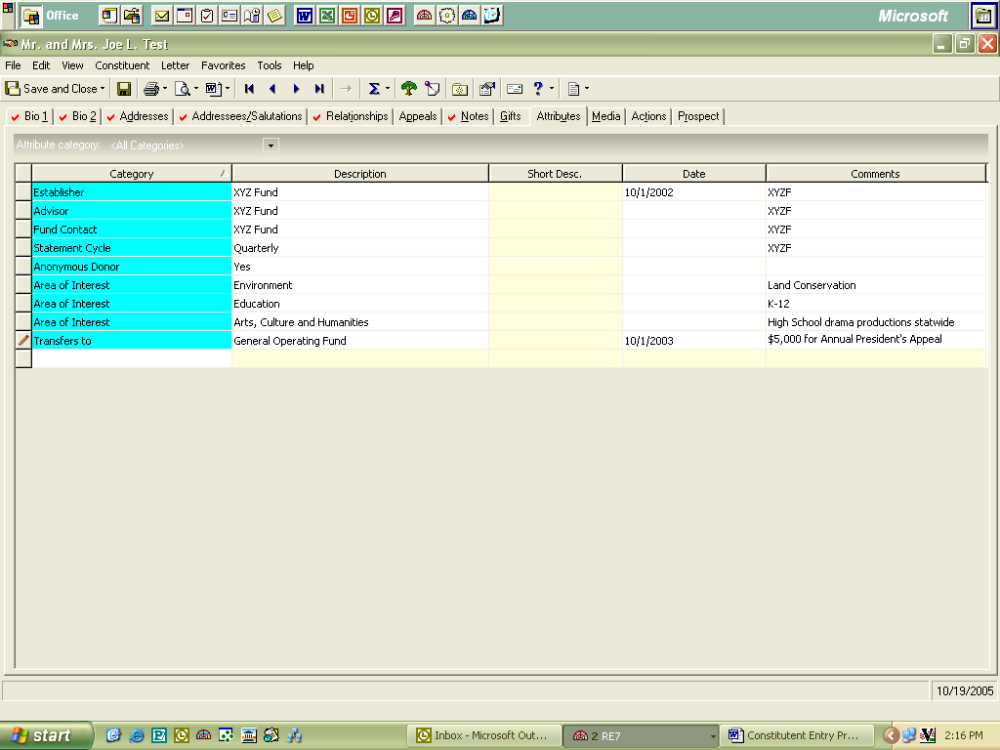 Office
Microsoft
Mr. and Mrs. Joe L. Test
File Edit View Constituent Letter Favorites Tools Help
Save and Close
Bio 1 Bio 2 Addresses Addressees/Salutations Relationships Appeals Notes Gifts Attributes Media Actions Prospect
Attribute category: <All Categories>
Category Description Short Desc. Date Comments
Establisher XYZ Fund 10/1/2002 XYZF
Advisor XYZ Fund XYZF
Fund Contact XYZ Fund XYZF
Statement Cycle Quarterly XYZF
Anonymous Donor Yes
Area of Interest Environment Land Conservation
Area of Interest Education K-12
Area of Interest Arts, Culture and Humanities High School drama productions statwide
Transfers to General Operating Fund 10/1/2003 $5,000 for Annual President's Appeal
10/19/2005
start Inbox - Microsoft Out... 2 RE7 Constitutent Entry Pr... 2:16 PM